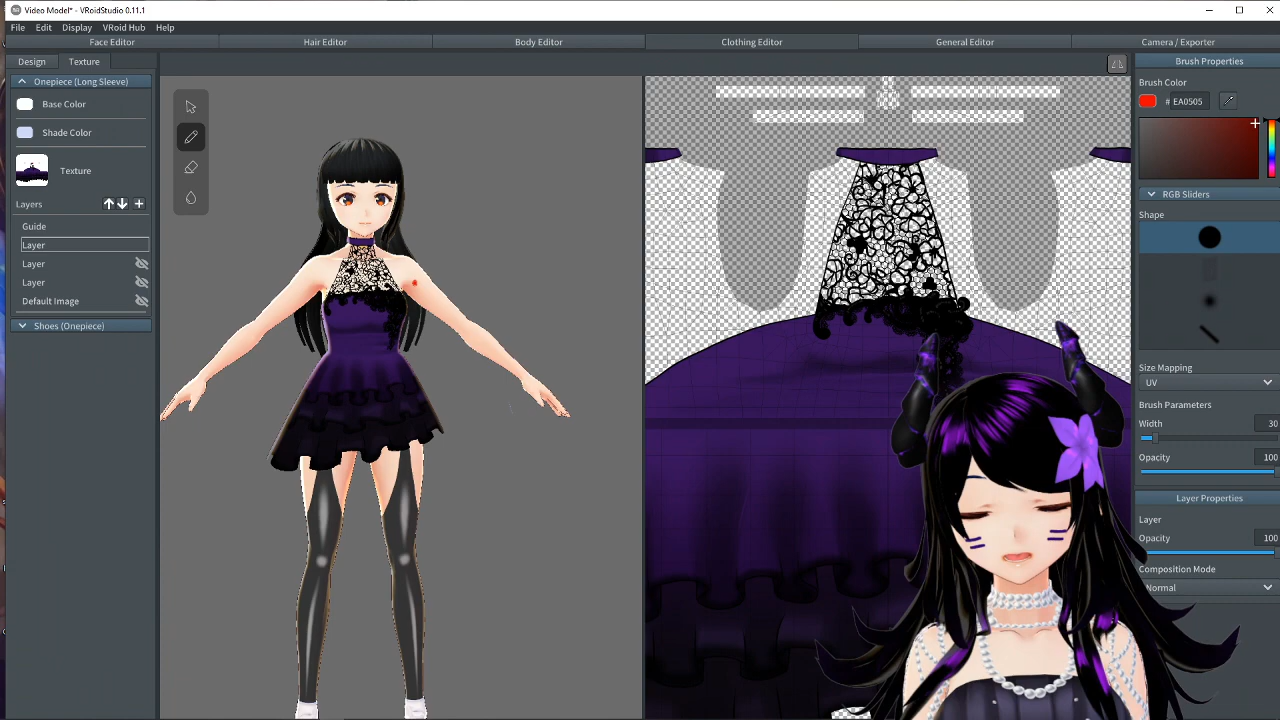 Video Model* - VRoidStudio 0.11.1
File Edit Display VRoid Hub Help
Face Editor Hair Editor Body Editor Clothing Editor General Editor Camera / Exporter
Design Texture
Onepiece (Long Sleeve)
Base Color
Shade Color
Texture
Layers
Guide
Layer
Layer
Layer
Default Image
Shoes (Onepiece)
Brush Properties
Brush Color
# EA0505
RGB Sliders
Shape
Size Mapping
UV
Brush Parameters
Width 30
Opacity 100
Layer Properties
Layer
Opacity 100
Composition Mode
Normal